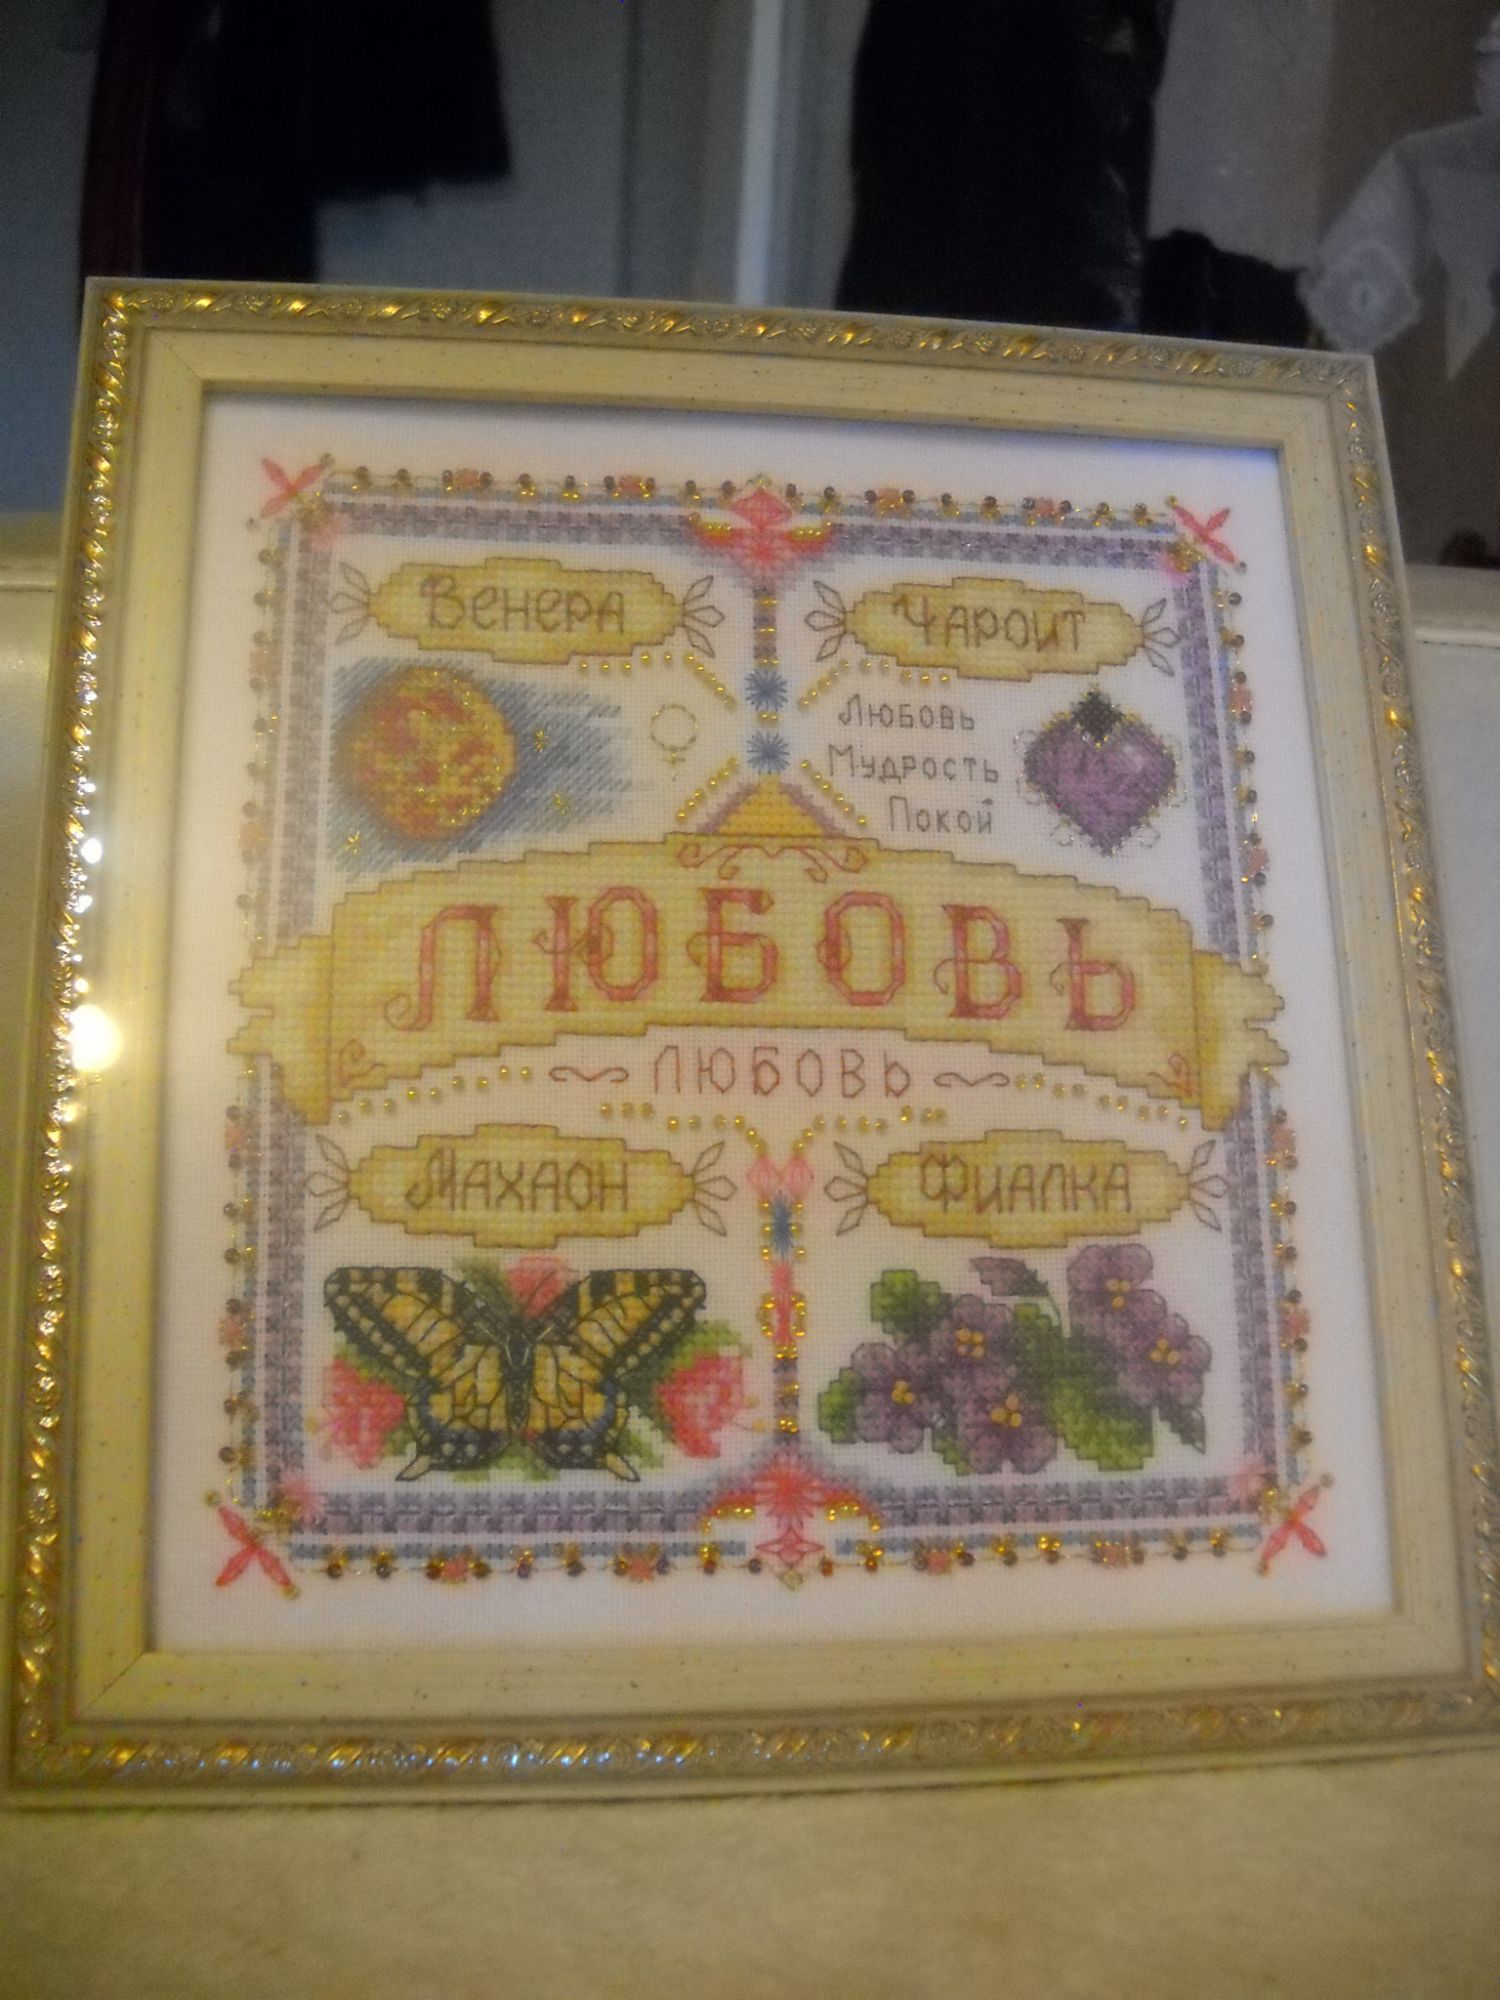 Венера
Чароит
Любовь
Мудрость
Покой
ЛЮБОВЬ
ЛЮБОВЬ
Махаон
Фиалка